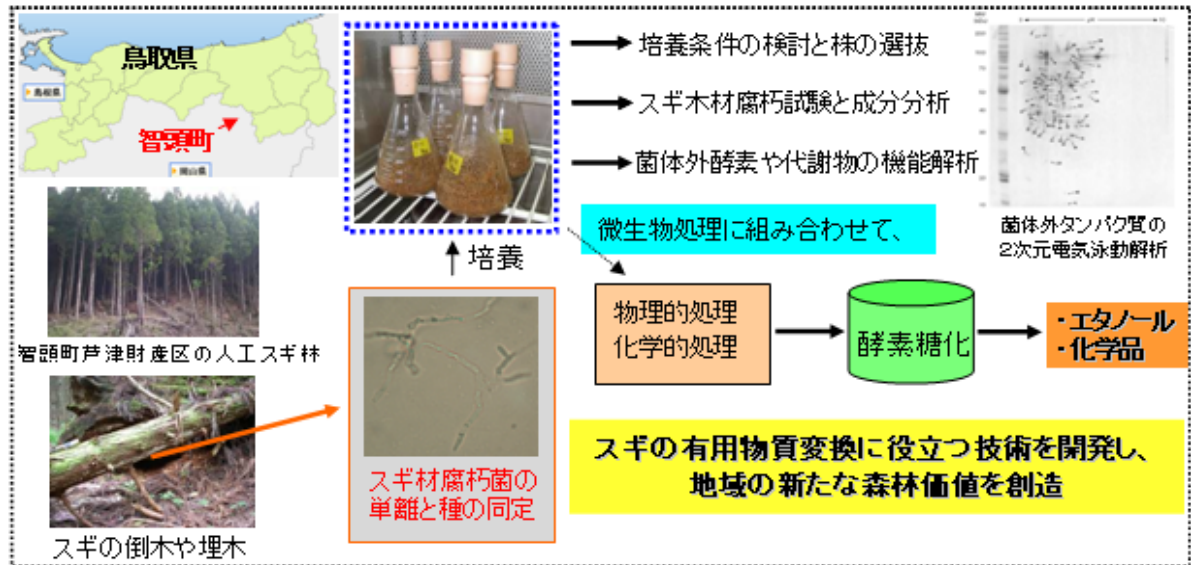 鳥取県
島根県
智頭町
岡山県
智頭町芦津財産区の人工スギ林
スギの倒木や埋木
培養
スギ材腐朽菌の
単離と種の同定
培養条件の検討と株の選抜
スギ木材腐朽試験と成分分析
菌体外酵素や代謝物の機能解析
菌体外タンパク質の
2次元電気泳動解析
微生物処理に組み合わせて、
物理的処理
化学的処理
酵素糖化
・エタノール
・化学品
スギの有用物質変換に役立つ技術を開発し、
地域の新たな森林価値を創造